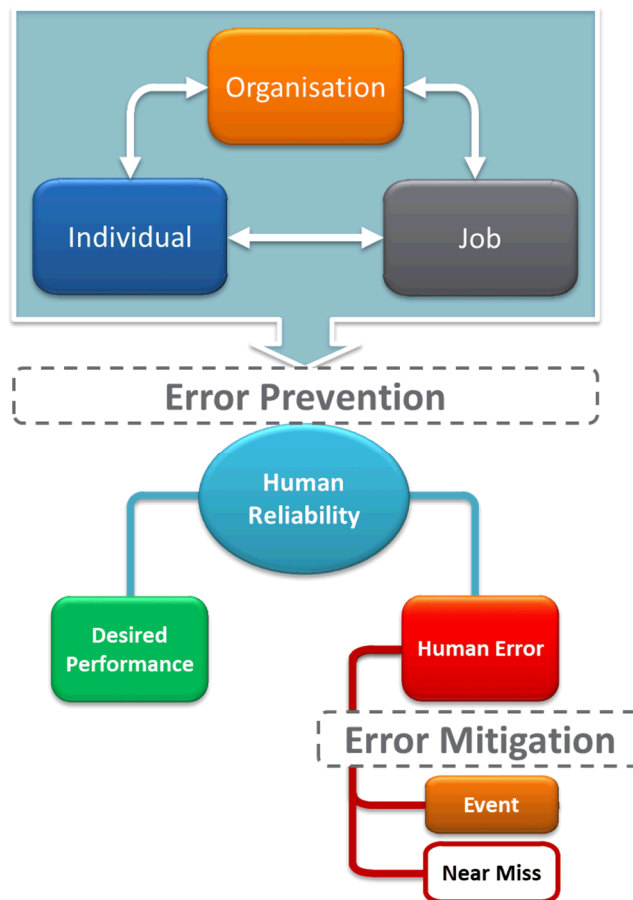 Organisation
Individual
Job
Error Prevention
Human
Reliability
Desired
Performance
Human Error
Error Mitigation
Event
Near Miss